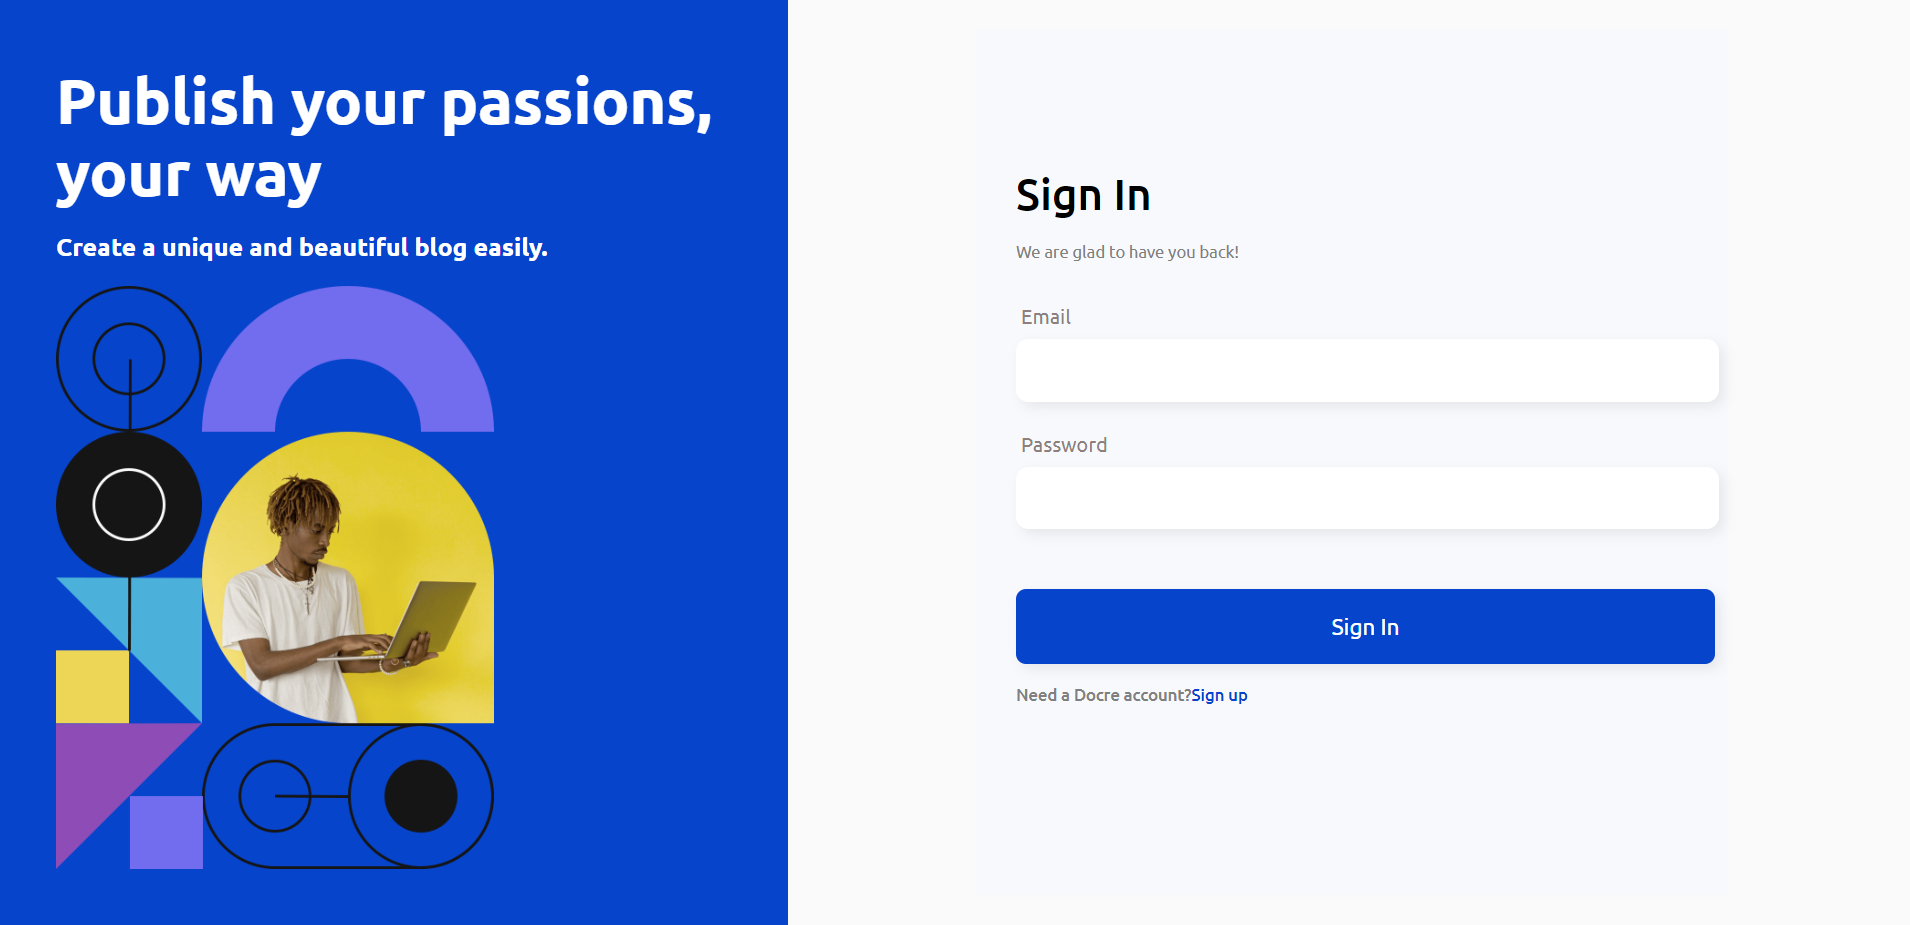 Publish your passions,
your way
Create a unique and beautiful blog easily.
Sign In
We are glad to have you back!
Email
Password
Sign In
Need a Docre account?Sign up